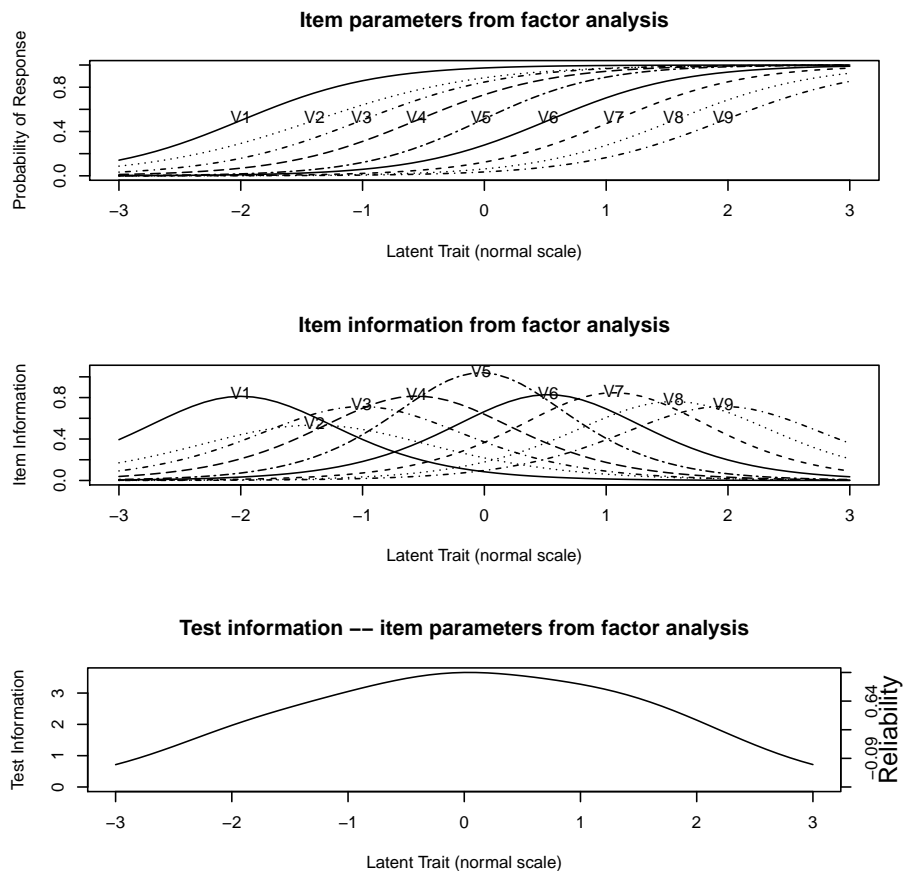 Item parameters from factor analysis
Probability of Response
0.0 0.4 0.8
V1 V2 V3 V4 V5 V6 V7 V8 V9
−3 −2 −1 0 1 2 3
Latent Trait (normal scale)
Item information from factor analysis
Item Information
0.0 0.4 0.8
V1 V2 V3 V4 V5 V6 V7 V8 V9
−3 −2 −1 0 1 2 3
Latent Trait (normal scale)
Test information −− item parameters from factor analysis
Test Information
0 1 2 3
−0.09 0.64
Reliability
−3 −2 −1 0 1 2 3
Latent Trait (normal scale)